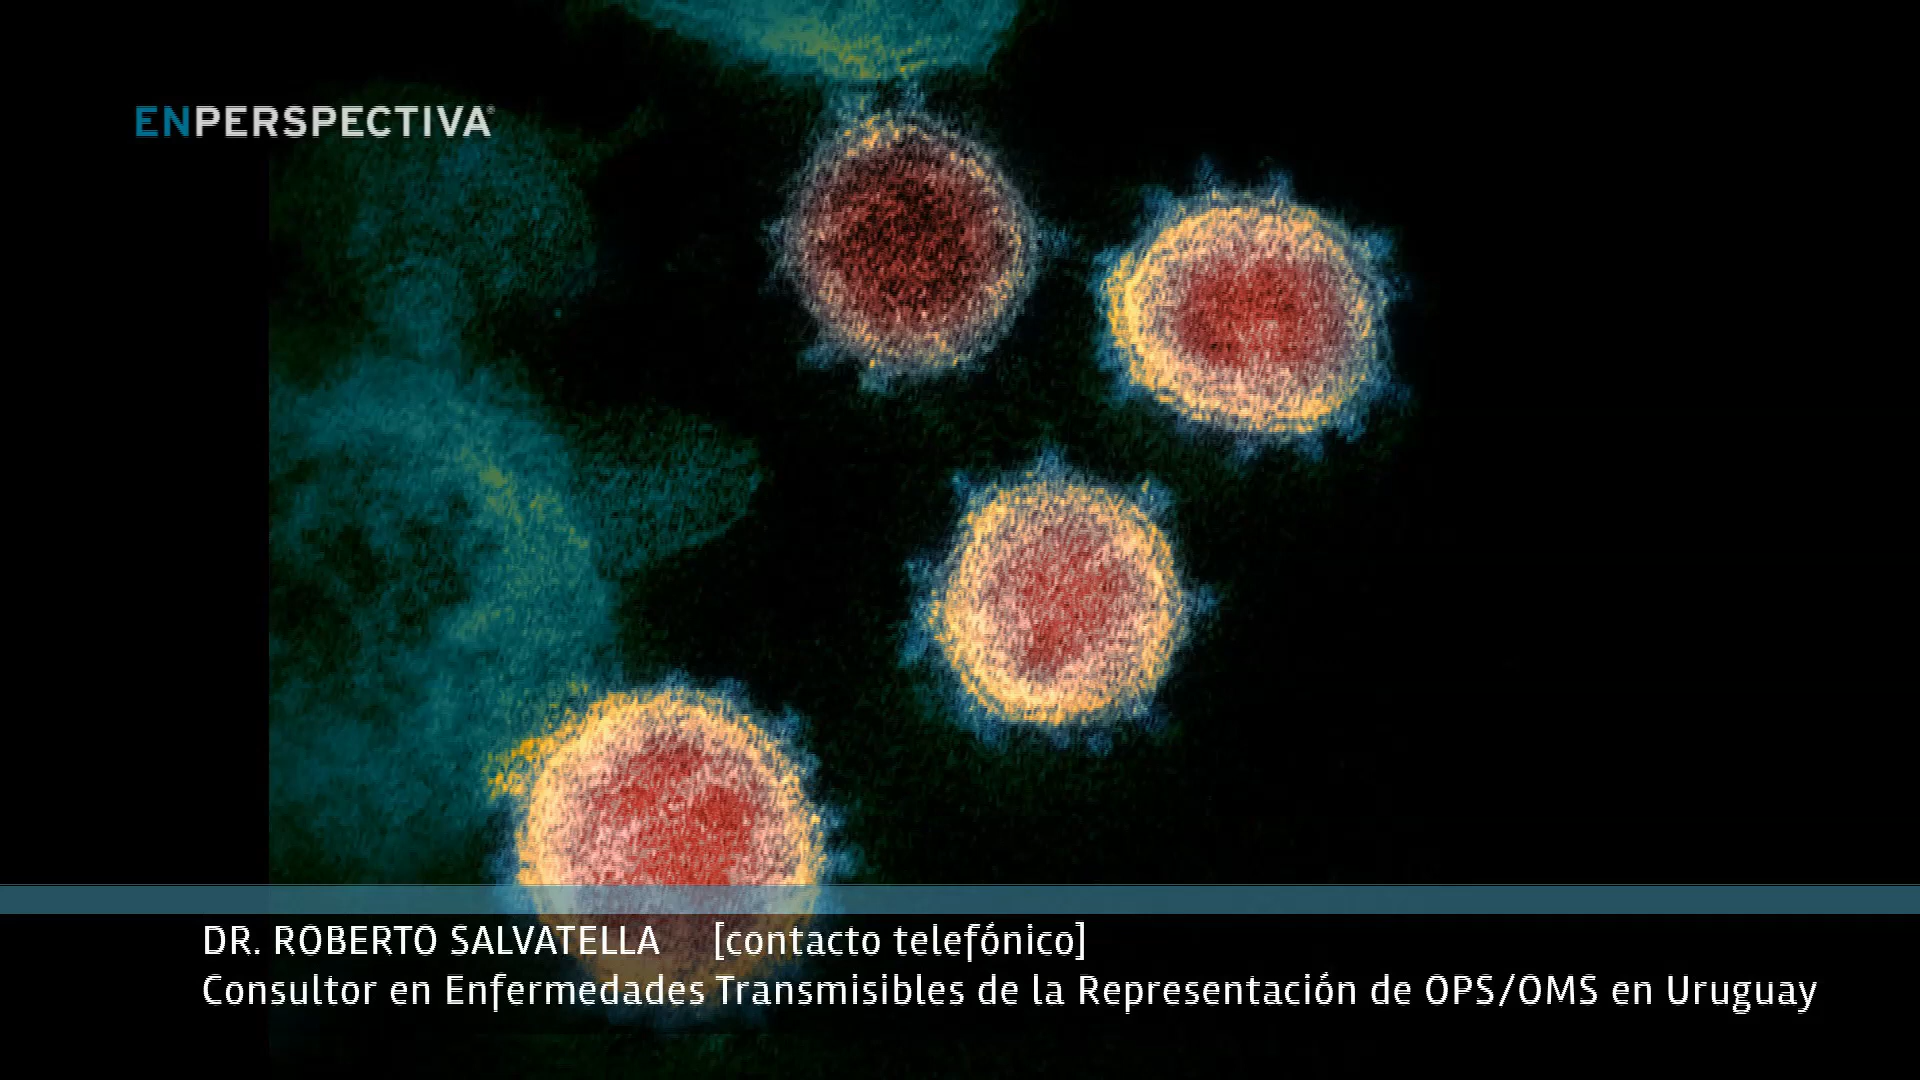 ENPERSPECTIVA®
DR. ROBERTO SALVATELLA [contacto telefónico]
Consultor en Enfermedades Transmisibles de la Representación de OPS/OMS en Uruguay